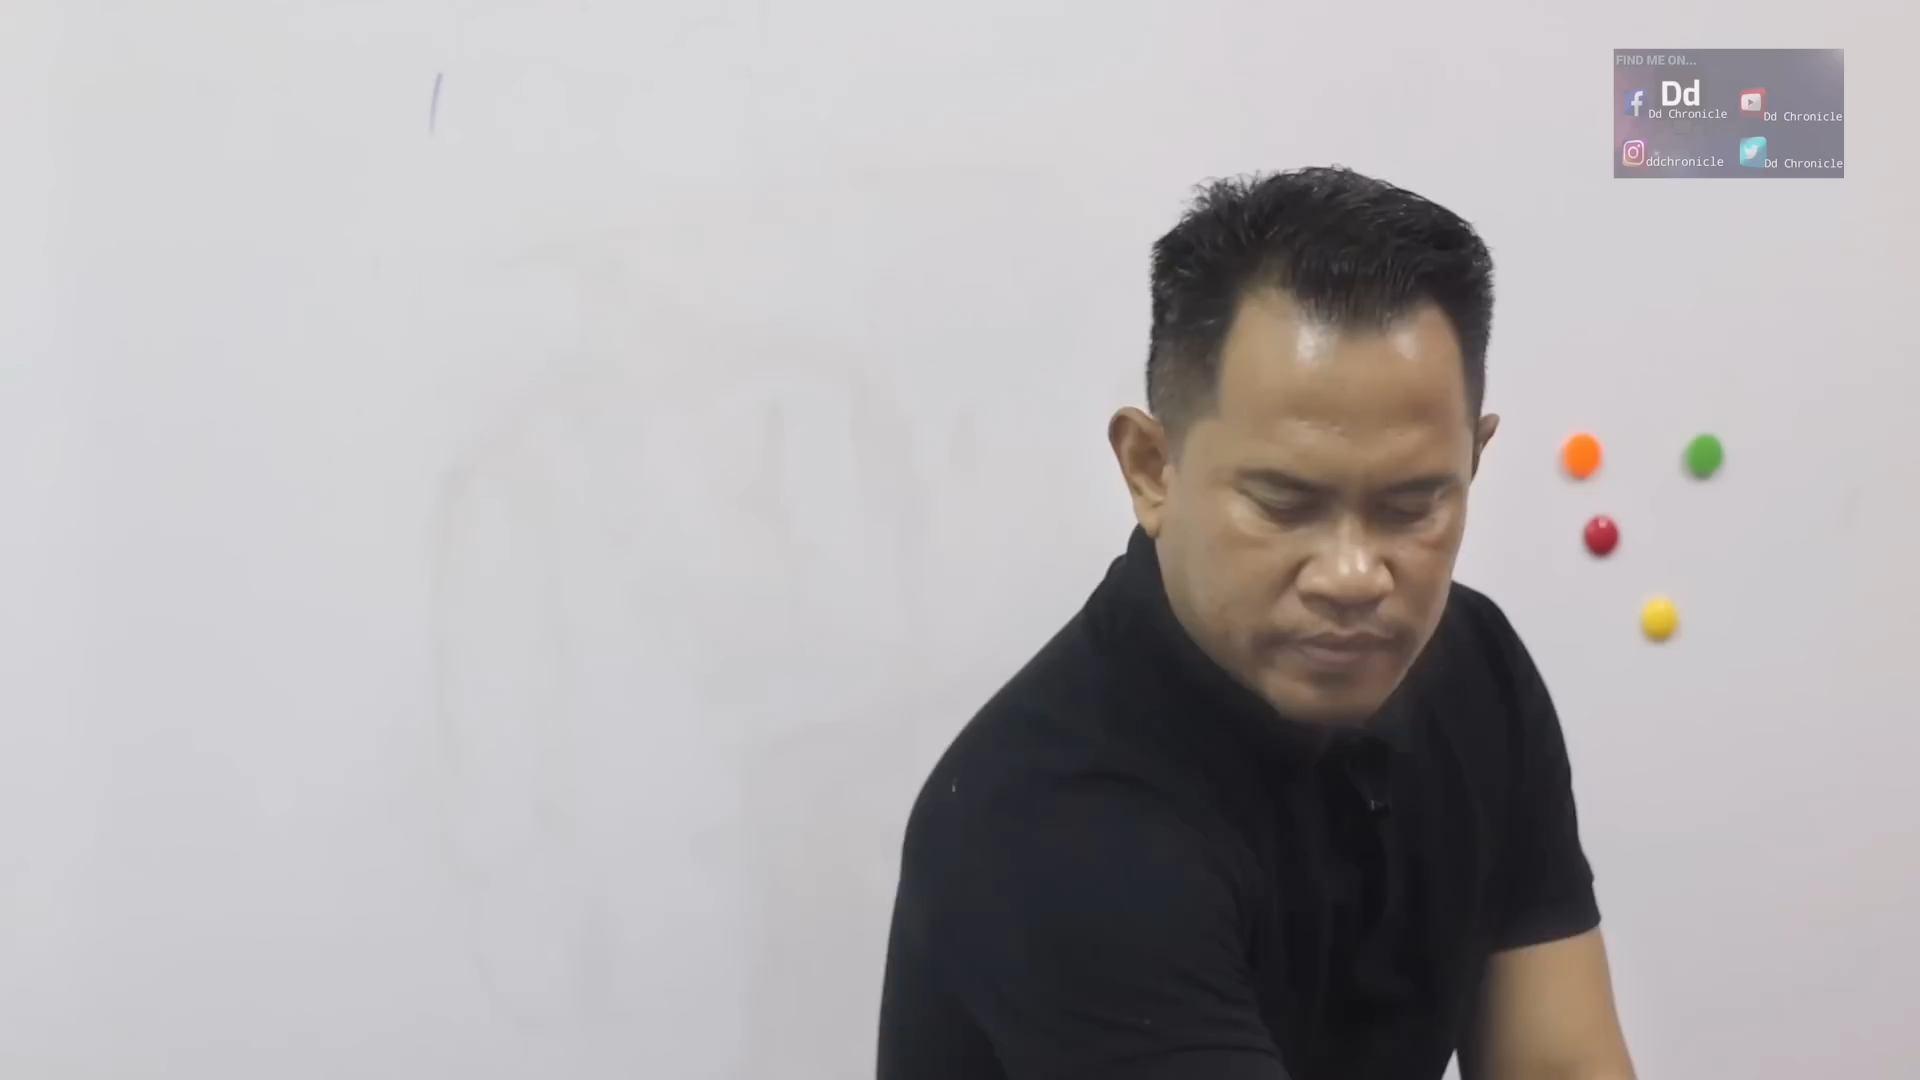 FIND ME ON...
Dd
Dd Chronicle
Dd Chronicle
ddchronicle
Dd Chronicle